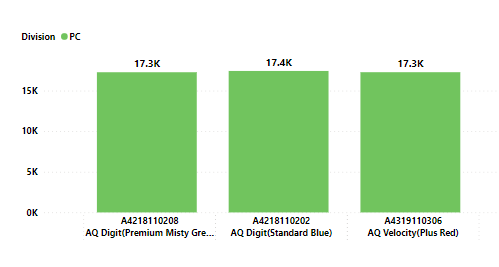 Division PC
17.3K 17.4K 17.3K
15K
10K
5K
0K
A4218110208 A4218110202 A4319110306
AQ Digit(Premium Misty Gre... AQ Digit(Standard Blue) AQ Velocity(Plus Red)